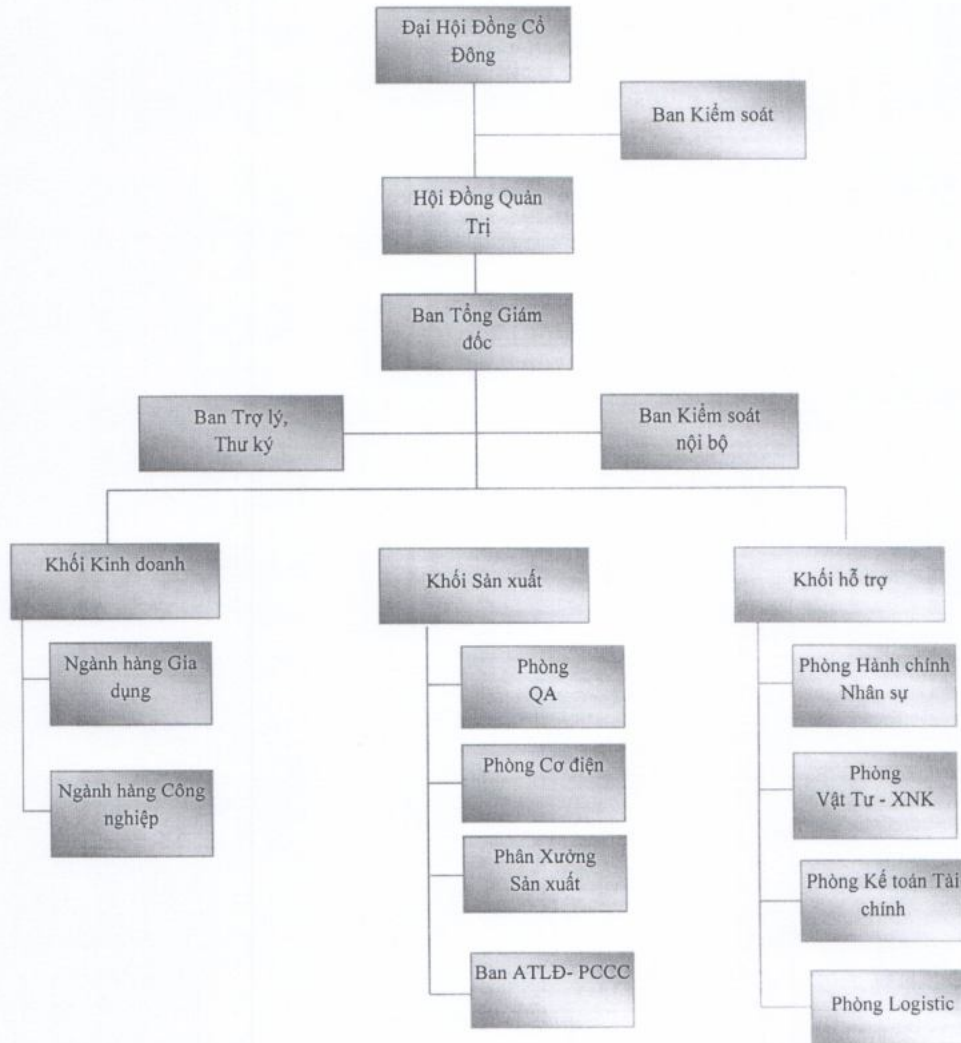 Đại Hội Đồng Cổ
Đông
Ban Kiểm soát
Hội Đồng Quản
Trị
Ban Tổng Giám
đốc
Ban Trợ lý,
Thư ký
Ban Kiểm soát
nội bộ
Khối Kinh doanh
Ngành hàng Gia
dụng
Ngành hàng Công
nghiệp
Khối Sản xuất
Phòng
QA
Phòng Cơ điện
Phân Xưởng
Sản xuất
Ban ATLĐ- PCCC
Khối hỗ trợ
Phòng Hành chính
Nhân sự
Phòng
Vật Tư - XNK
Phòng Kế toán Tài
chính
Phòng Logistic